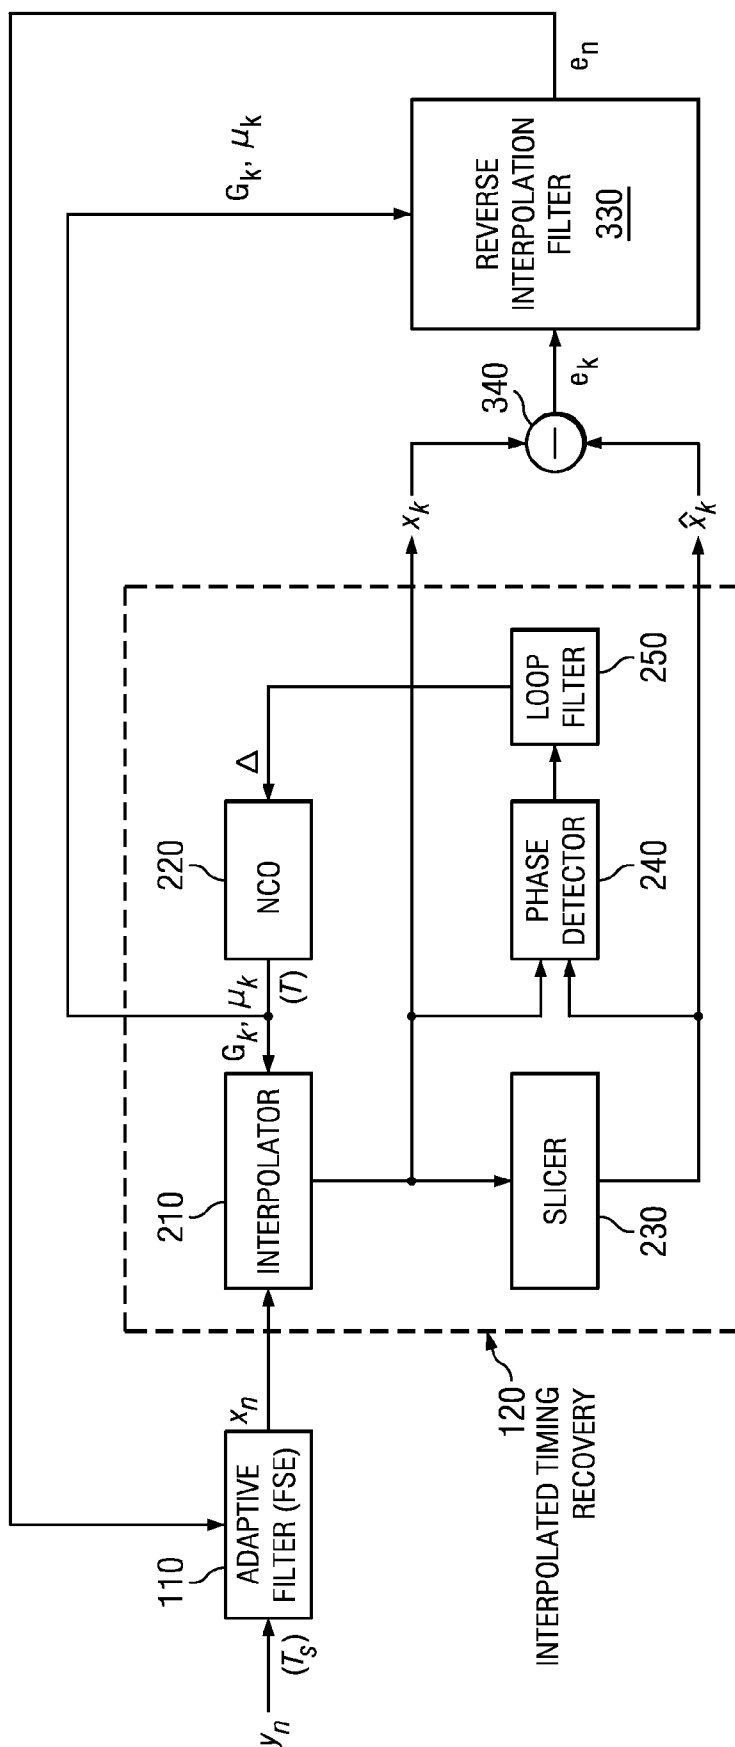 y_n
(T_s)
110
ADAPTIVE
FILTER (FSE)
x_n
120
INTERPOLATED TIMING
RECOVERY
210
INTERPOLATOR
G_k, μ_k
(T)
220
NCO
Δ
SLICER
230
PHASE
DETECTOR
240
LOOP
FILTER
250
x_k
x̂_k
340
—
e_k
G_k, μ_k
REVERSE
INTERPOLATION
FILTER
330
e_n